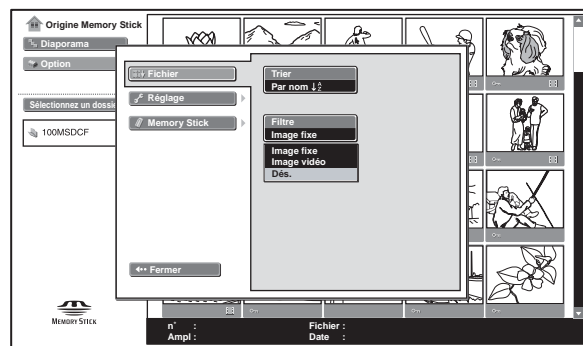 Origine Memory Stick
Diaporama
Option
Sélectionnez un dossie
100MSDCF
Fichier
Réglage
Memory Stick
Fermer
Trier
Par nom
Filtre
Image fixe
Image fixe
Image vidéo
Dés.
MEMORY STICK
n° :
Ampl :
Fichier :
Date :